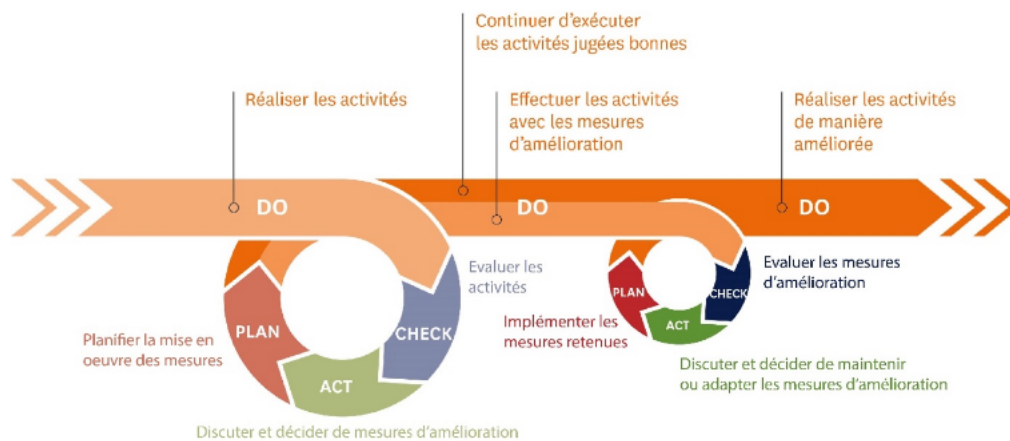 Continuer d'exécuter
les activités jugées bonnes
Réaliser les activités
Effectuer les activités
avec les mesures
d'amélioration
Réaliser les activités
de manière
améliorée
DO
DO
DO
Evaluer les
activités
Evaluer les mesures
d'amélioration
PLAN
CHECK
ACT
PLAN
CHECK
ACT
Planifier la mise en
oeuvre des mesures
Implémenter les
mesures retenues
Discuter et décider de maintenir
ou adapter les mesures d'amélioration
Discuter et décider de mesures d'amélioration